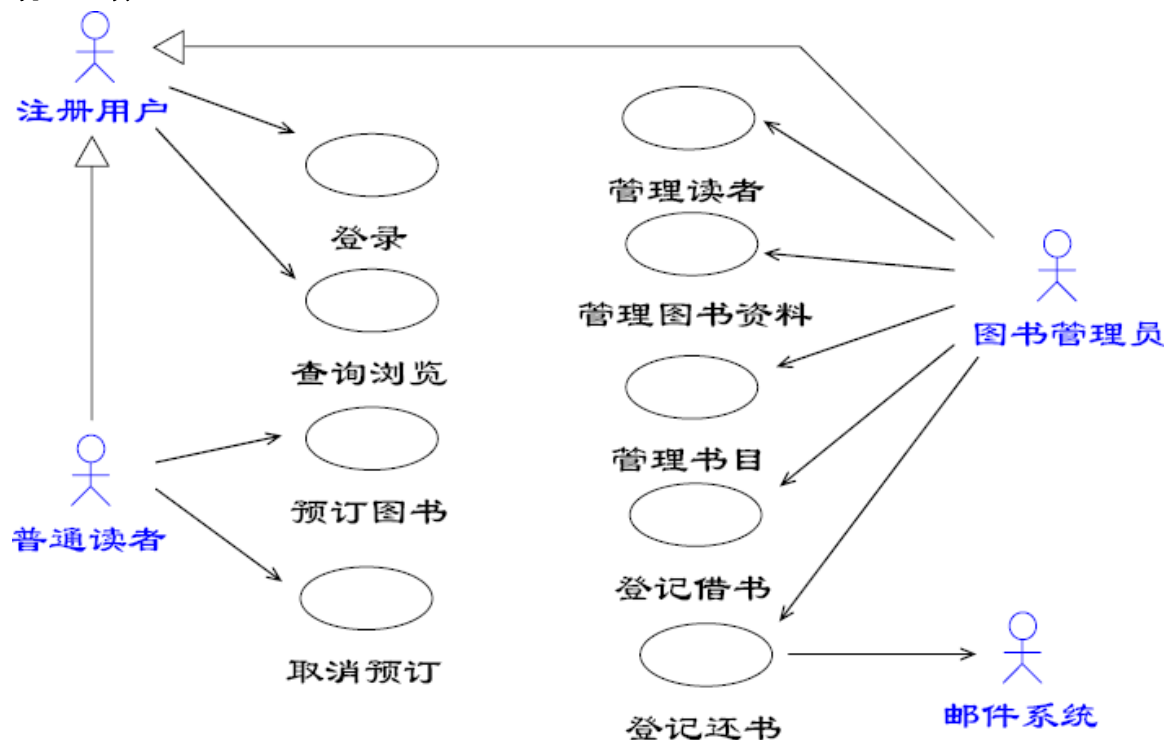 注册用户
管理读者
登录
管理图书资料
图书管理员
查询浏览
管理书目
预订图书
普通读者
登记借书
取消预订
邮件系统
登记还书